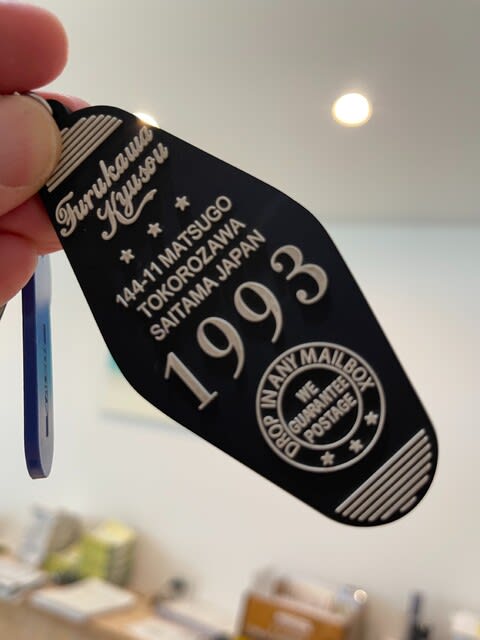 Furukawa
Kyusou
144-11 MATSUGO
TOKOROZAWA
SAITAMA JAPAN
1993
DROP IN ANY MAILBOX
WE
GUARANTEE
POSTAGE